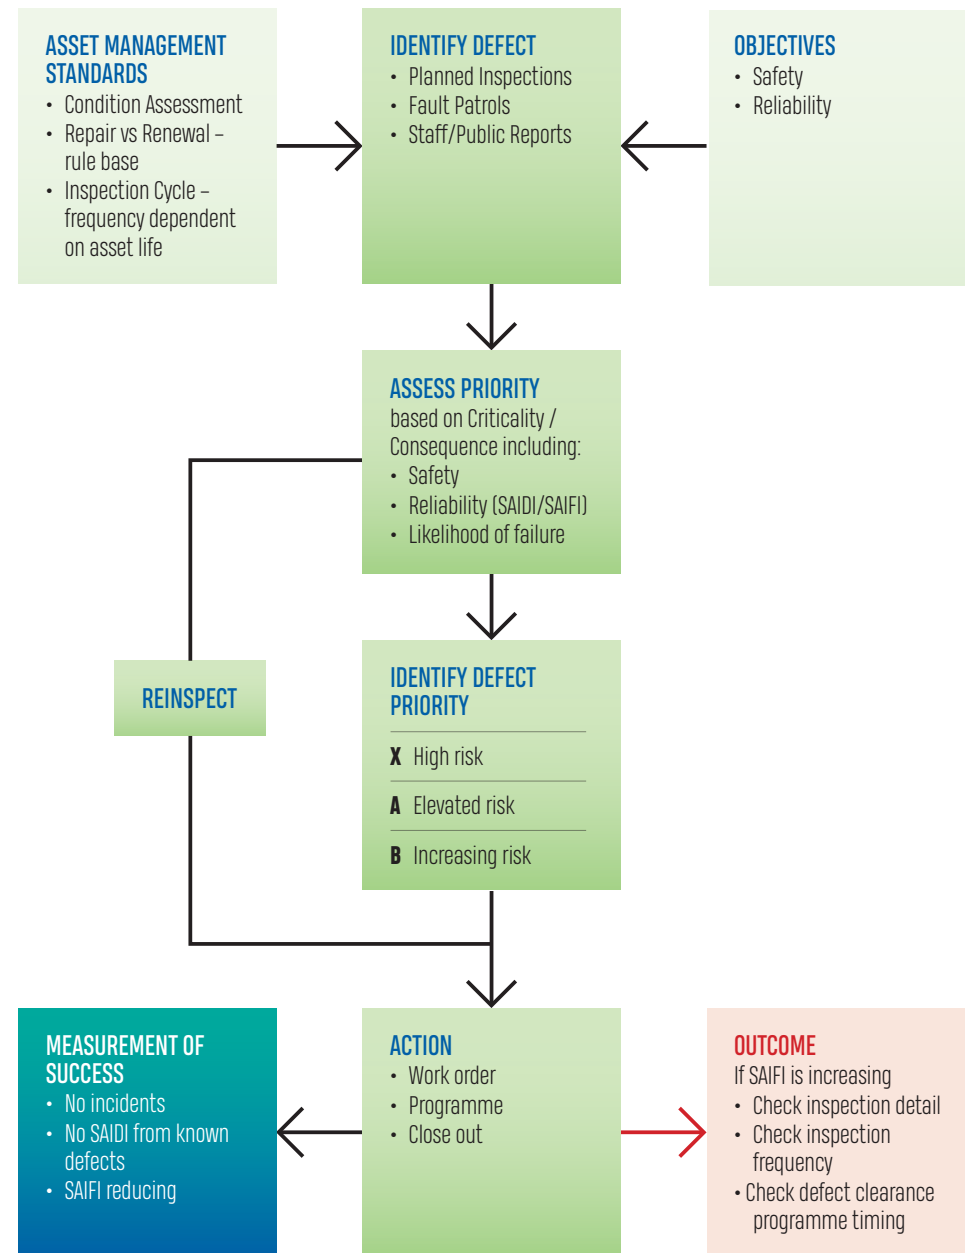 ASSET MANAGEMENT
STANDARDS
• Condition Assessment
• Repair vs Renewal –
rule base
• Inspection Cycle –
frequency dependent
on asset life
IDENTIFY DEFECT
• Planned Inspections
• Fault Patrols
• Staff/Public Reports
OBJECTIVES
• Safety
• Reliability
ASSESS PRIORITY
based on Criticality /
Consequence including:
• Safety
• Reliability (SAIDI/SAIFI)
• Likelihood of failure
REINSPECT
IDENTIFY DEFECT
PRIORITY
X High risk
A Elevated risk
B Increasing risk
MEASUREMENT OF
SUCCESS
• No incidents
• No SAIDI from known
defects
• SAIFI reducing
ACTION
• Work order
• Programme
• Close out
OUTCOME
If SAIFI is increasing
• Check inspection detail
• Check inspection
frequency
• Check defect clearance
programme timing